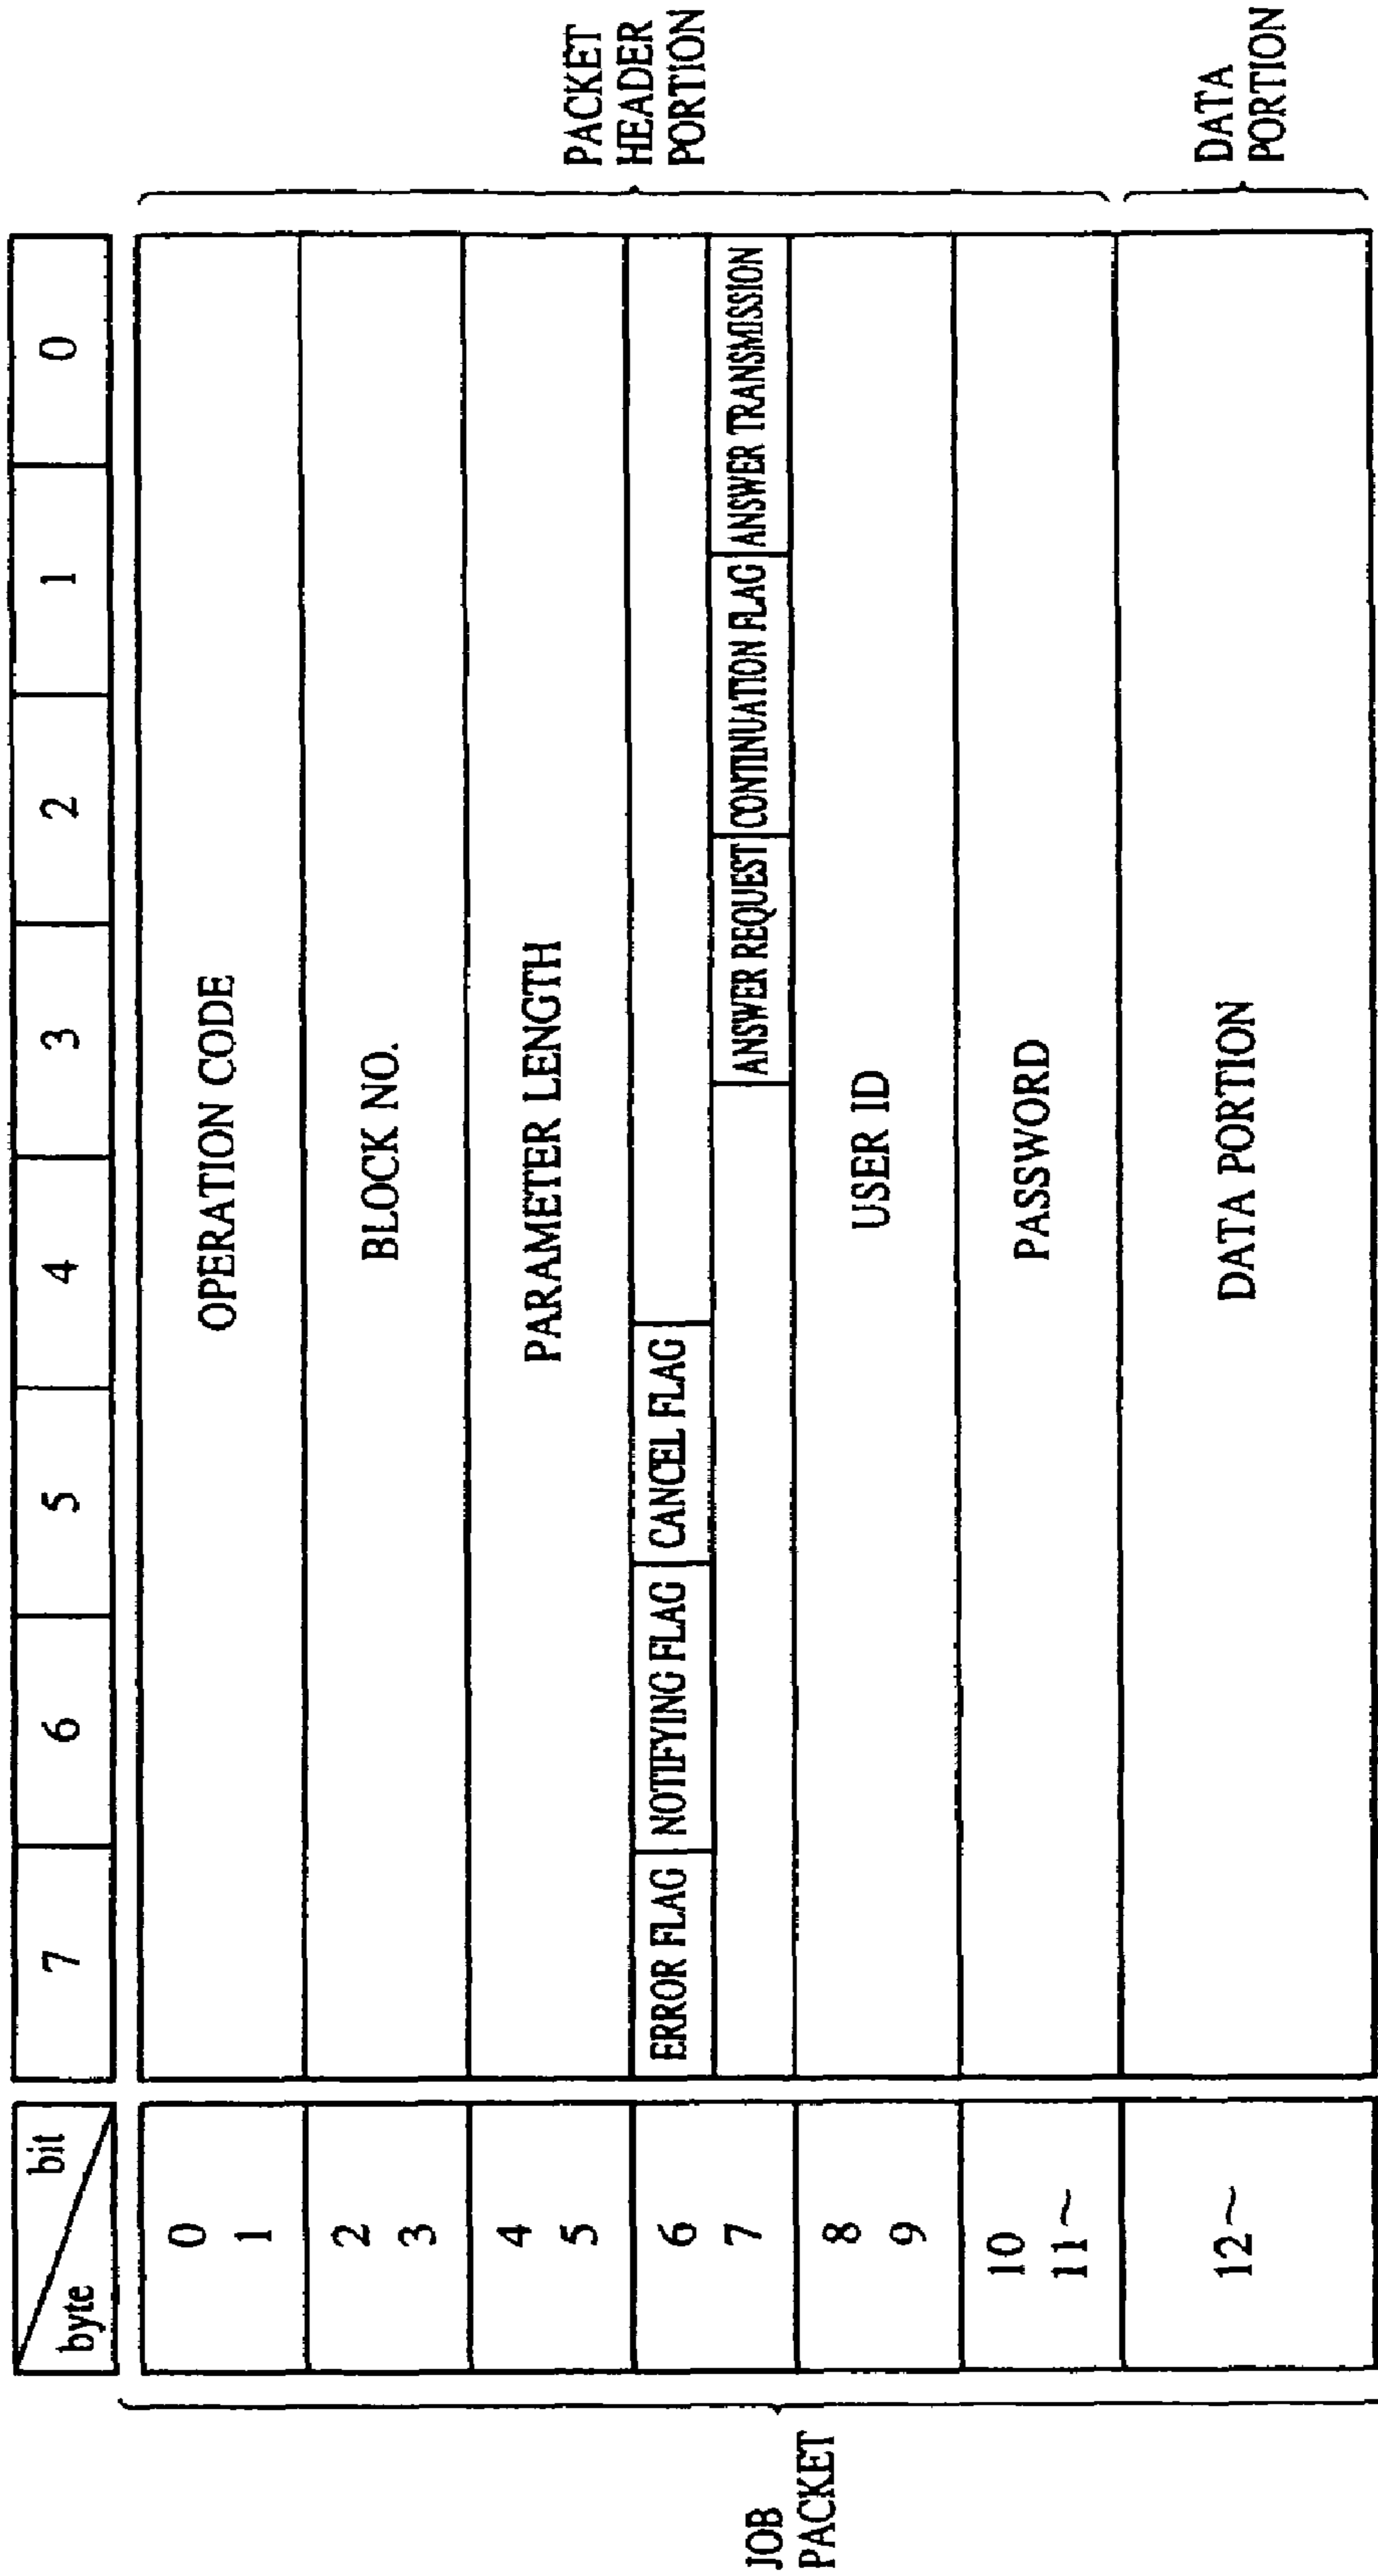 byte bit 7 6 5 4 3 2 1 0
0
1
OPERATION CODE
2
3
BLOCK NO.
4
5
PARAMETER LENGTH
6
ERROR FLAG NOTIFYING FLAG CANCEL FLAG
7
ANSWER REQUEST CONTINUATION FLAG ANSWER TRANSMISSION
8
9
USER ID
10
11~
PASSWORD
12~
DATA PORTION
JOB
PACKET
PACKET
HEADER
PORTION
DATA
PORTION